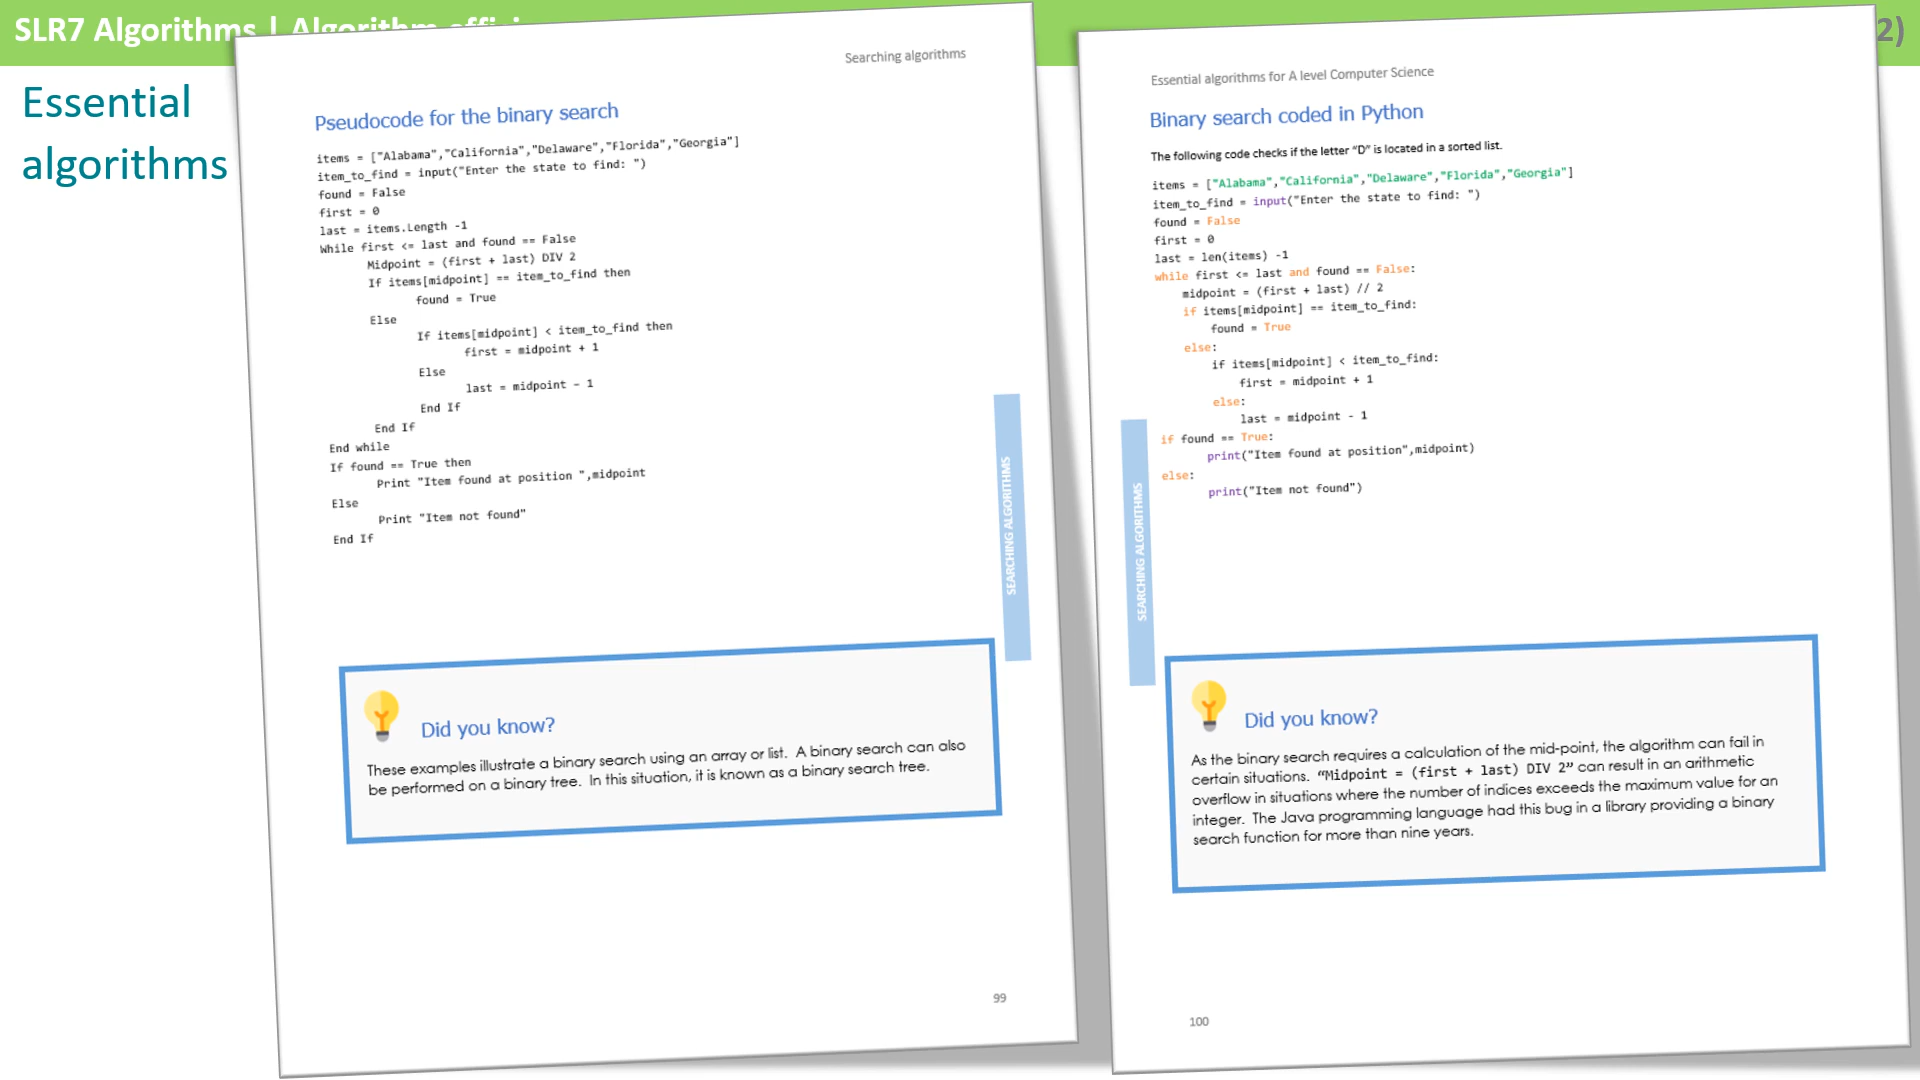 SLR7 Algorithms | Algorithm
2)
Essential
algorithms
Searching algorithms
Pseudocode for the binary search
items = ["Alabama","California","Delaware","Florida","Georgia"]
item_to_find = input("Enter the state to find: ")
found = False
first = 0
last = items.Length -1
While first <= last and found == False
Midpoint = (first + last) DIV 2
If items[midpoint] == item_to_find then
found = True
Else
If items[midpoint] < item_to_find then
first = midpoint + 1
Else
last = midpoint - 1
End If
End If
End while
If found == True then
Print "Item found at position ",midpoint
Else
Print "Item not found"
End If
SEARCHING ALGORITHMS
Did you know?
These examples illustrate a binary search using an array or list. A binary search can also
be performed on a binary tree. In this situation, it is known as a binary search tree.
99
Essential algorithms for A level Computer Science
Binary search coded in Python
The following code checks if the letter “D” is located in a sorted list.
items = ["Alabama","California","Delaware","Florida","Georgia"]
item_to_find = input("Enter the state to find: ")
found = False
first = 0
last = len(items) -1
while first <= last and found == False:
midpoint = (first + last) // 2
if items[midpoint] == item_to_find:
found = True
else:
if items[midpoint] < item_to_find:
first = midpoint + 1
else:
last = midpoint - 1
if found == True:
print("Item found at position",midpoint)
else:
print("Item not found")
SEARCHING ALGORITHMS
Did you know?
As the binary search requires a calculation of the mid-point, the algorithm can fail in
certain situations. “Midpoint = (first + last) DIV 2” can result in an arithmetic
overflow in situations where the number of indices exceeds the maximum value for an
integer. The Java programming language had this bug in a library providing a binary
search function for more than nine years.
100